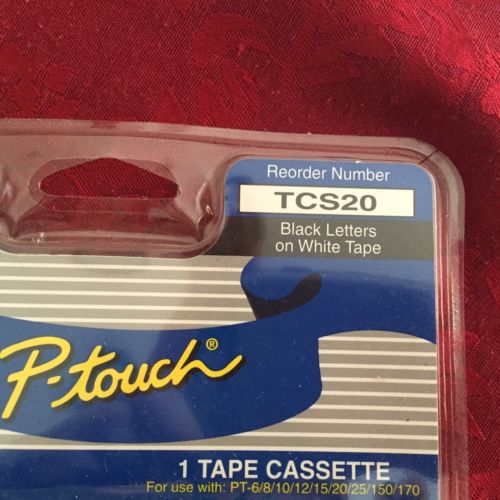 Reorder Number
TCS20
Black Letters
on White Tape
P-touch®
1 TAPE CASSETTE
For use with: PT-6/8/10/12/15/20/25/150/170